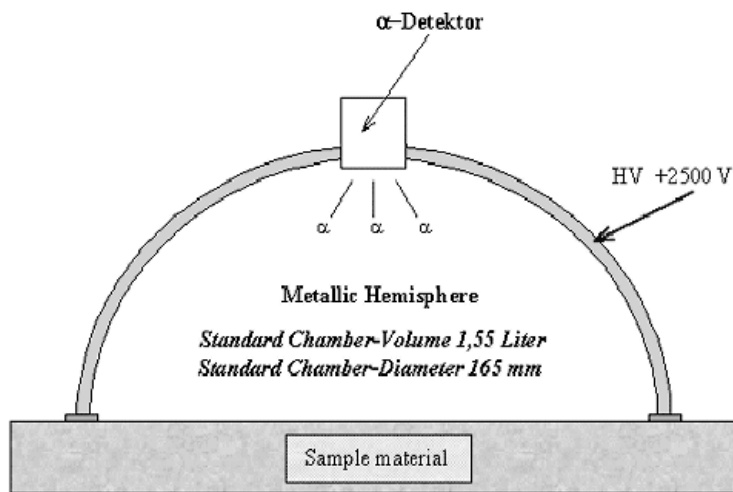 α-Detektor
HV +2500 V
α α α
Metallic Hemisphere
Standard Chamber-Volume 1,55 Liter
Standard Chamber-Diameter 165 mm
Sample material